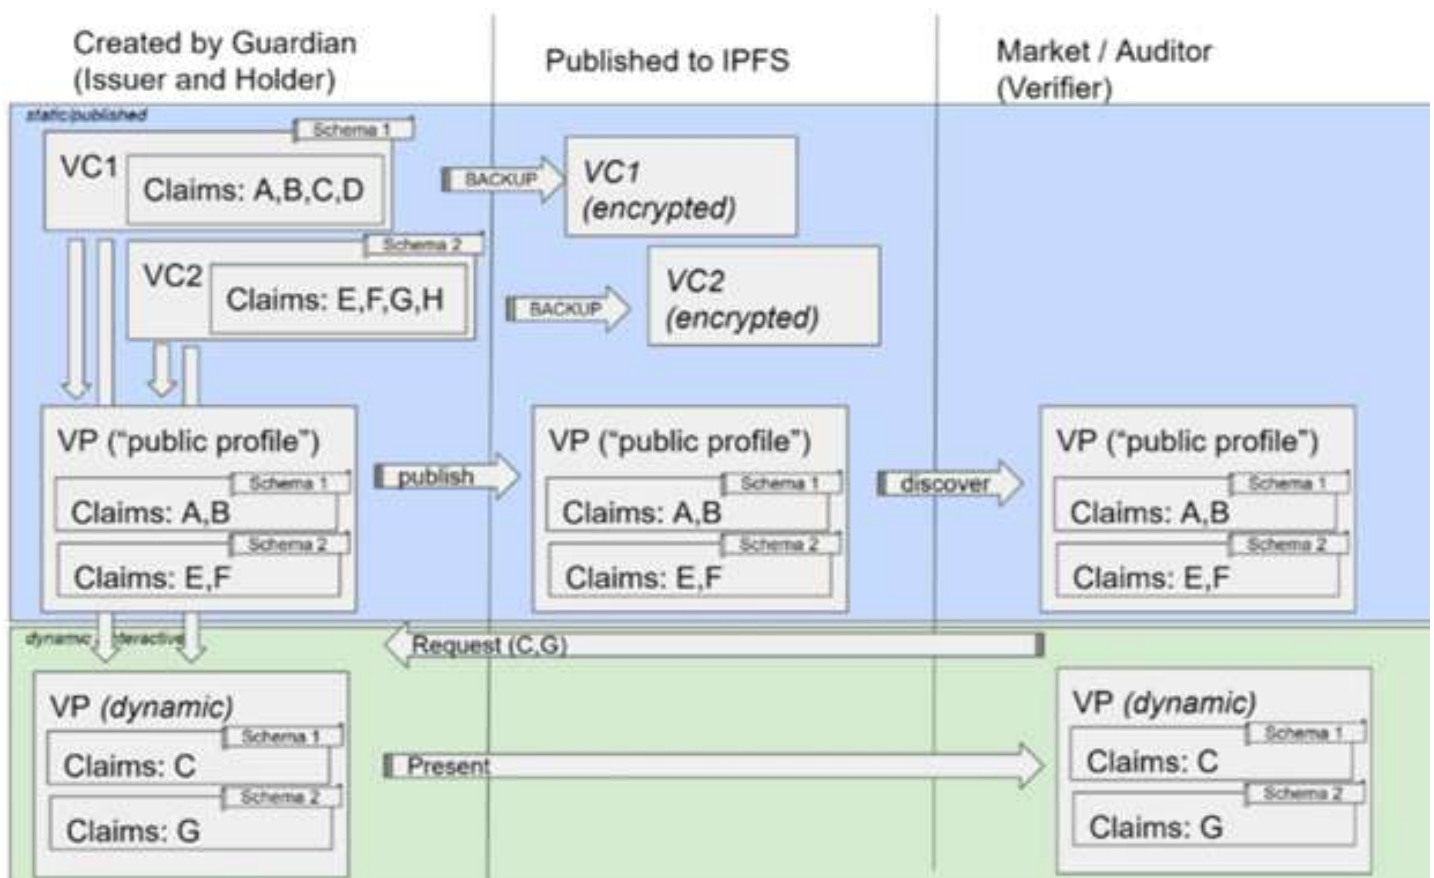 Created by Guardian
(Issuer and Holder)
Published to IPFS
Market / Auditor
(Verifier)
static/published
Schema 1
VC1
Claims: A,B,C,D
BACKUP
VC1
(encrypted)
Schema 2
VC2
Claims: E,F,G,H
BACKUP
VC2
(encrypted)
VP (“public profile”)
Schema 1
Claims: A,B
Schema 2
Claims: E,F
publish
VP (“public profile”)
Schema 1
Claims: A,B
Schema 2
Claims: E,F
discover
VP (“public profile”)
Schema 1
Claims: A,B
Schema 2
Claims: E,F
dynamic
Request (C,G)
VP (dynamic)
Schema 1
Claims: C
Schema 2
Claims: G
Present
VP (dynamic)
Schema 1
Claims: C
Schema 2
Claims: G